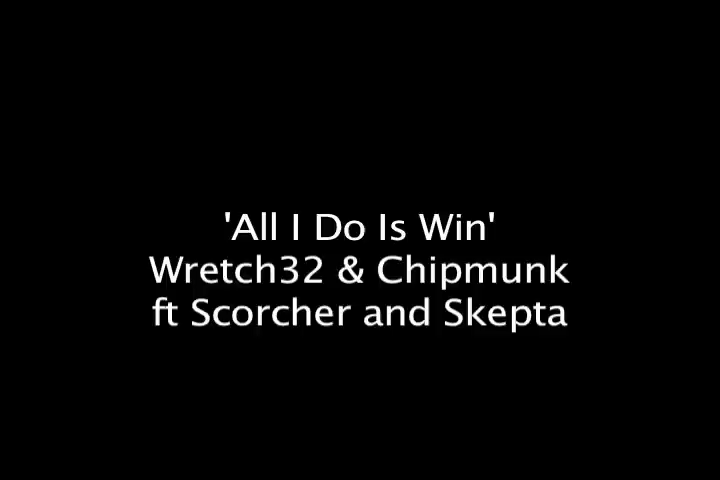 'All I Do Is Win'
Wretch32 & Chipmunk
ft Scorcher and Skepta